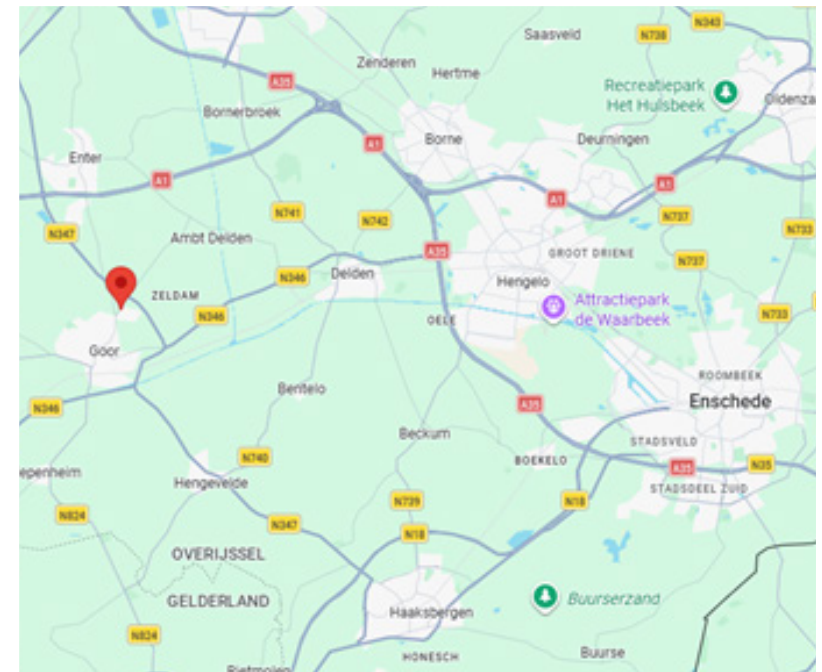 N343
Saasveld
N738
Zenderen
Hertme
A35
Recreatiepark
Het Hulsbeek
Oldenza
Bornerbroek
A1
Borne
Deurningen
Enter
A1
A1
A1
N741
N742
N737
N347
Ambt Delden
N733
A35
GROOT DRIENE
N737
Delden
N346
Hengelo
ZELDAM
Attractiepark
de Waarbeek
N346
OELE
N733
Goor
ROOMBEEK
Bentelo
Enschede
N346
A35
Beckum
STADSVELD
N740
BOEKELO
A35
N35
epenheim
Hengevelde
STADSDEEL ZUID
N739
N18
N824
N347
N18
OVERIJSSEL
GELDERLAND
Buurserzand
Haaksbergen
N824
Buurse
HONESCH
Rietmolen